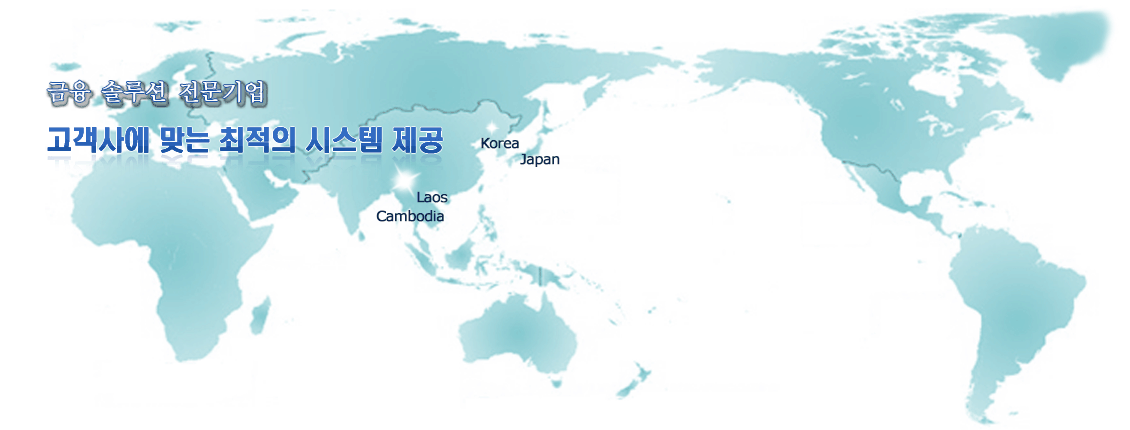 금융 솔루션 전문기업
고객사에 맞는 최적의 시스템 제공
Korea
Japan
Laos
Cambodia